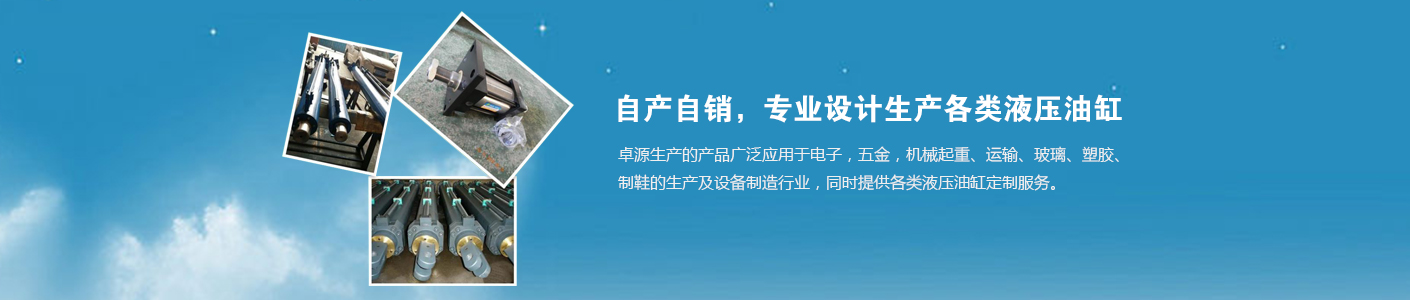 自产自销，专业设计生产各类液压油缸
卓源生产的产品广泛应用于电子，五金，机械起重、运输、玻璃、塑胶、
制鞋的生产及设备制造行业，同时提供各类液压油缸定制服务。